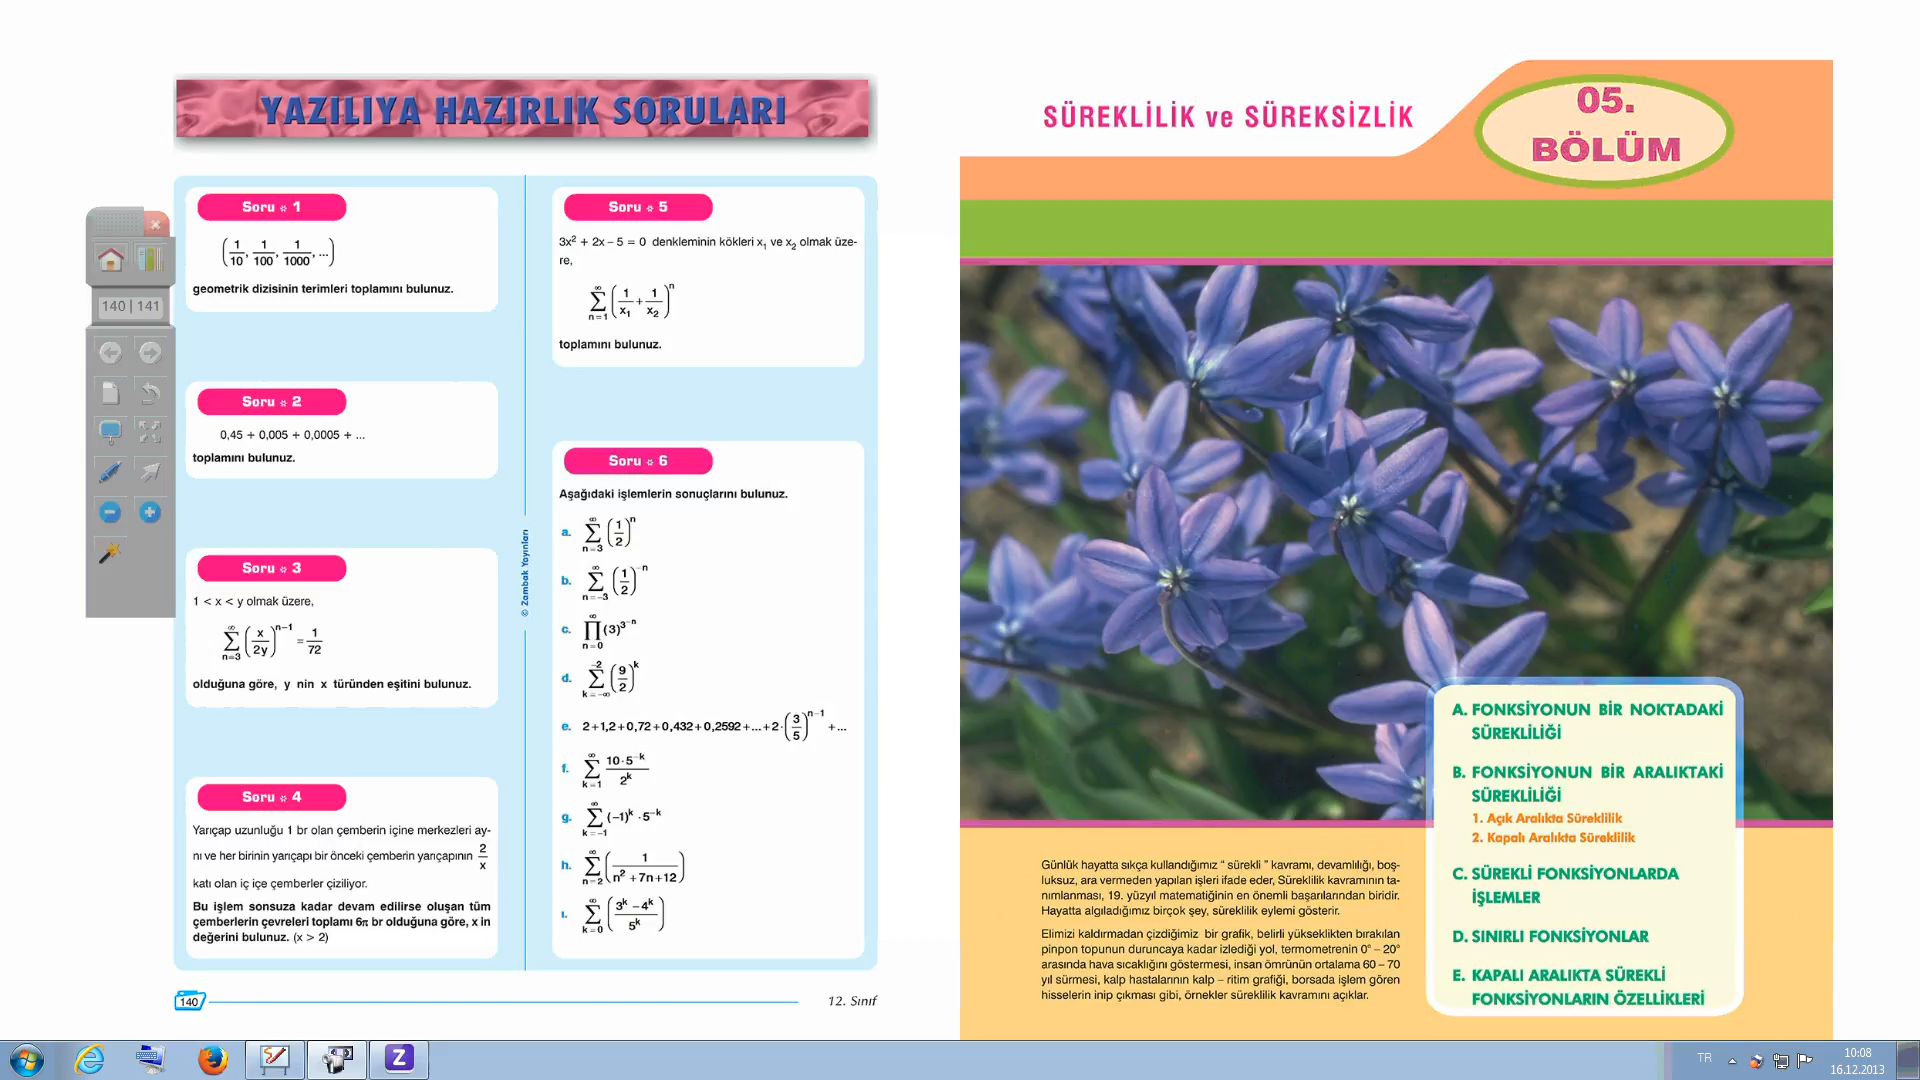 YAZILIYA HAZIRLIK SORULARI
Soru * 1
(1/10, 1/100, 1/1000, ...)
geometrik dizisinin terimleri toplamını bulunuz.
Soru * 2
0,45 + 0,005 + 0,0005 + ...
toplamını bulunuz.
Soru * 3
1 < x < y olmak üzere,
∑_{n=3}^{∞} (x/2y)^{n–1} = 1/72
olduğuna göre, y nin x türünden eşitini bulunuz.
Soru * 4
Yarıçap uzunluğu 1 br olan çemberin içine merkezleri ay-
nı ve her birinin yarıçapı bir önceki çemberin yarıçapının 2/x
katı olan iç içe çemberler çiziliyor.
Bu işlem sonsuza kadar devam edilirse oluşan tüm
çemberlerin çevreleri toplamı 6π br olduğuna göre, x in
değerini bulunuz. (x > 2)
© Zambak Yayınları
Soru * 5
3x² + 2x – 5 = 0 denkleminin kökleri x₁ ve x₂ olmak üze-
re,
∑_{n=1}^{∞} (1/x₁ + 1/x₂)^n
toplamını bulunuz.
Soru * 6
Aşağıdaki işlemlerin sonuçlarını bulunuz.
a. ∑_{n=3}^{∞} (1/2)^n
b. ∑_{n=–3}^{∞} (1/2)^{–n}
c. ∏_{n=0}^{∞} (3)^{3–n}
d. ∑_{k=–∞}^{–2} (9/2)^k
e. 2+1,2+0,72+0,432+0,2592+...+2·(3/5)^{n–1} +...
f. ∑_{k=1}^{∞} 10·5^{–k}/2^k
g. ∑_{k=–1}^{∞} (–1)^k ·5^{–k}
h. ∑_{n=2}^{∞} (1/(n²+7n+12))
ı. ∑_{k=0}^{∞} ((3^k – 4^k)/5^k)
140
12. Sınıf
140 | 141
SÜREKLİLİK ve SÜREKSİZLİK
05.
BÖLÜM
A. FONKSİYONUN BİR NOKTADAKİ
SÜREKLİLİĞİ
B. FONKSİYONUN BİR ARALIKTAKİ
SÜREKLİLİĞİ
1. Açık Aralıkta Süreklilik
2. Kapalı Aralıkta Süreklilik
C. SÜREKLİ FONKSİYONLARDA
İŞLEMLER
D. SINIRLI FONKSİYONLAR
E. KAPALI ARALIKTA SÜREKLİ
FONKSİYONLARIN ÖZELLİKLERİ
Günlük hayatta sıkça kullandığımız “ sürekli ” kavramı, devamlılığı, boş-
luksuz, ara vermeden yapılan işleri ifade eder, Süreklilik kavramının ta-
nımlanması, 19. yüzyıl matematiğinin en önemli başarılarından biridir.
Hayatta algıladığımız birçok şey, süreklilik eylemi gösterir.
Elimizi kaldırmadan çizdiğimiz bir grafik, belirli yükseklikten bırakılan
pinpon topunun duruncaya kadar izlediği yol, termometrenin 0° – 20°
arasında hava sıcaklığını göstermesi, insan ömrünün ortalama 60 – 70
yıl sürmesi, kalp hastalarının kalp – ritim grafiği, borsada işlem gören
hisselerin inip çıkması gibi, örnekler süreklilik kavramını açıklar.
TR
10:08
16.12.2013